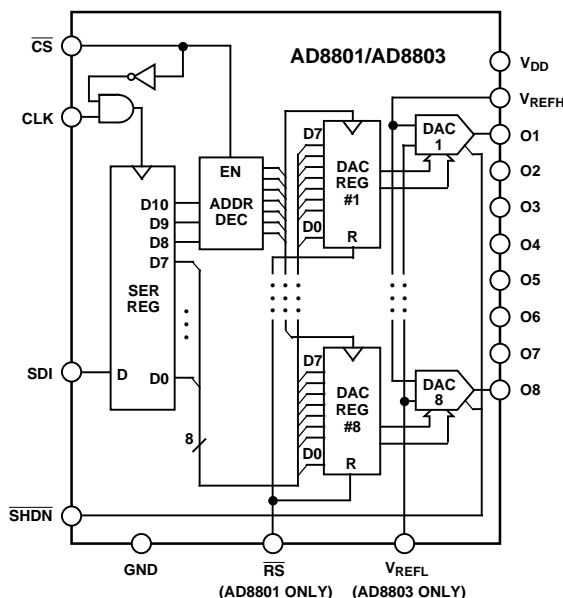 CS
AD8801/AD8803
VDD
CLK
VREFH
D7
DAC
REG
#1
DAC
1
O1
EN
ADDR
DEC
O2
D10
D9
D8
D7
D0
R
O3
O4
SER
REG
O5
O6
O7
SDI
D
D0
D7
DAC
REG
#8
DAC
8
O8
8
D0
R
SHDN
GND
RS
(AD8801 ONLY)
VREFL
(AD8803 ONLY)